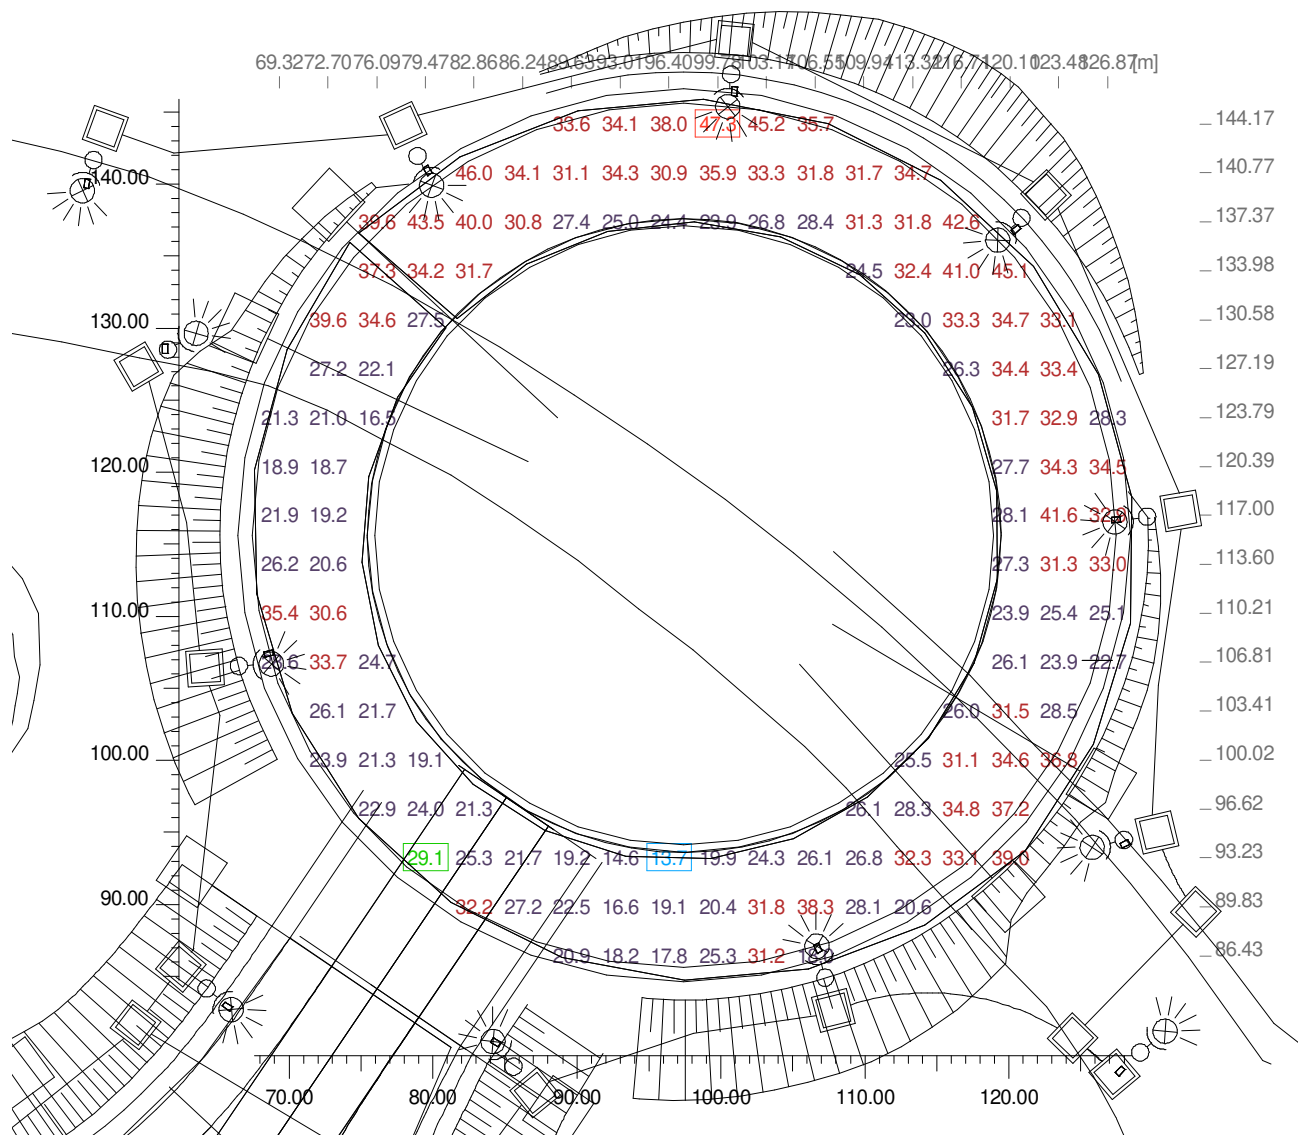 69.32 72.70 76.09 79.47 82.86 86.24 89.63 93.01 96.40 99.78 103.17 106.55 109.94 113.32 116.71 120.10 123.48 126.87 [m]
33.6 34.1 38.0 47.3 45.2 35.7 144.17
46.0 34.1 31.1 34.3 30.9 35.9 33.3 31.8 31.7 34.7 140.77
140.00
39.6 43.5 40.0 30.8 27.4 25.0 24.4 23.9 26.8 28.4 31.3 31.8 42.6 137.37
37.3 34.2 31.7 24.5 32.4 41.0 45.1 133.98
39.6 34.6 27.5 23.0 33.3 34.7 33.1 130.58
130.00
27.2 22.1 26.3 34.4 33.4 127.19
21.3 21.0 16.5 31.7 32.9 28.3 123.79
120.00
18.9 18.7 27.7 34.3 34.5 120.39
21.9 19.2 28.1 41.6 117.00
26.2 20.6 27.3 31.3 33.0 113.60
110.00
35.4 30.6 23.9 25.4 25.1 110.21
33.7 24.7 26.1 23.9 22.7 106.81
26.1 21.7 26.0 31.5 28.5 103.41
100.00
23.9 21.3 19.1 25.5 31.1 34.6 36.8 100.02
22.9 24.0 21.3 26.1 28.3 34.8 37.2 96.62
29.1 25.3 21.7 19.2 14.6 13.7 19.9 24.3 26.1 26.8 32.3 33.1 39.0 93.23
90.00
32.2 27.2 22.5 16.6 19.1 20.4 31.8 38.3 28.1 20.6 89.83
20.9 18.2 17.8 25.3 31.2 86.43
70.00 80.00 90.00 100.00 110.00 120.00